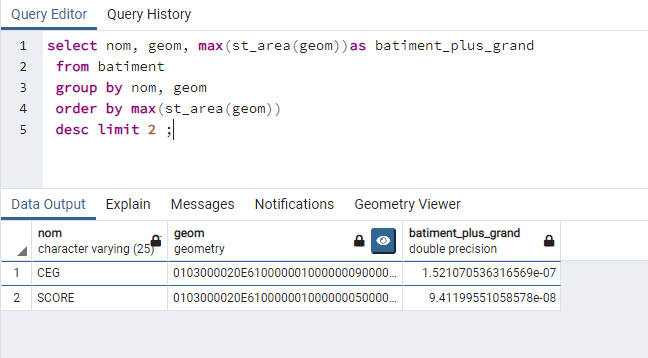 Query Editor Query History
1 select nom, geom, max(st_area(geom))as batiment_plus_grand
2 from batiment
3 group by nom, geom
4 order by max(st_area(geom))
5 desc limit 2 ;
Data Output Explain Messages Notifications Geometry Viewer
nom geom batiment_plus_grand
character varying (25) geometry double precision
1 CEG 0103000020E61000000100000009000​0... 1.521070536316569e-07
2 SCORE 0103000020E610000001000000050000... 9.41199551058578e-08